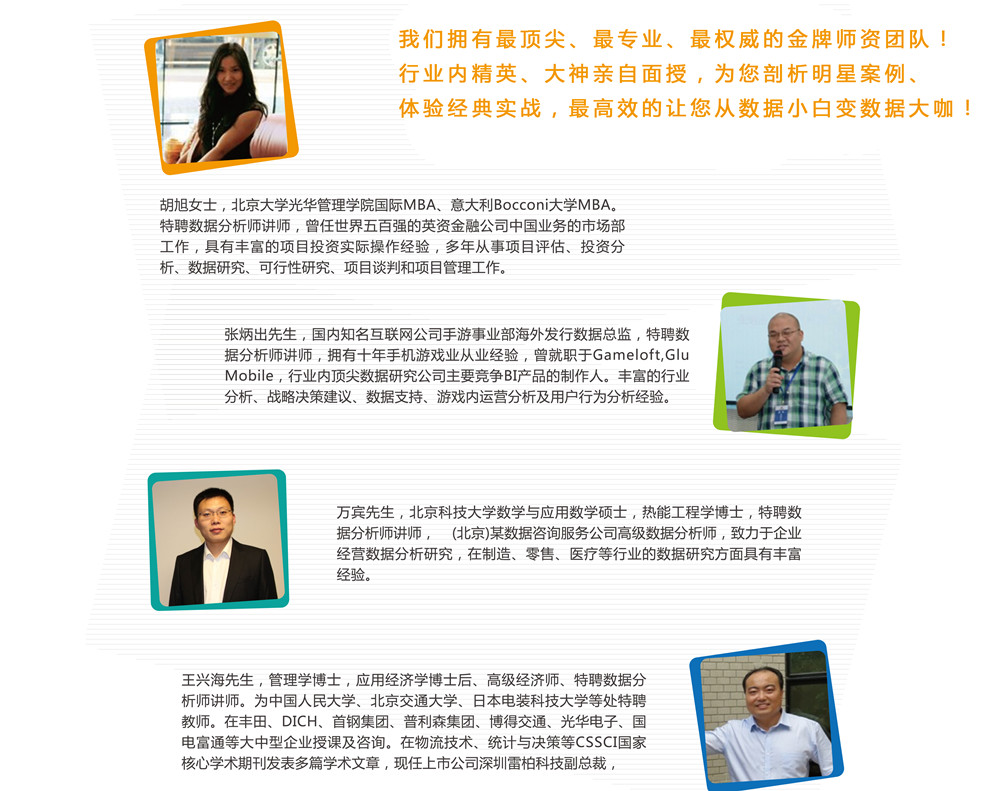 我们拥有最顶尖、最专业、最权威的金牌师资团队！
行业内精英、大神亲自面授，为您剖析明星案例、
体验经典实战，最高效的让您从数据小白变数据大咖！
胡旭女士，北京大学光华管理学院国际MBA、意大利Bocconi大学MBA。
特聘数据分析师讲师，曾任世界五百强的英资金融公司中国业务的市场部
工作，具有丰富的项目投资实际操作经验，多年从事项目评估、投资分
析、数据研究、可行性研究、项目谈判和项目管理工作。
张炳出先生，国内知名互联网公司手游事业部海外发行数据总监，特聘数
据分析师讲师，拥有十年手机游戏业从业经验，曾就职于Gameloft,Glu
Mobile，行业内顶尖数据研究公司主要竞争BI产品的制作人。丰富的行业
分析、战略决策建议、数据支持、游戏内运营分析及用户行为分析经验。
万宾先生，北京科技大学数学与应用数学硕士，热能工程学博士，特聘数
据分析师讲师， (北京)某数据咨询服务公司高级数据分析师，致力于企业
经营数据分析研究，在制造、零售、医疗等行业的数据研究方面具有丰富
经验。
王兴海先生，管理学博士，应用经济学博士后、高级经济师、特聘数据分
析师讲师。为中国人民大学、北京交通大学、日本电装科技大学等处特聘
教师。在丰田、DICH、首钢集团、普利森集团、博得交通、光华电子、国
电富通等大中型企业授课及咨询。在物流技术、统计与决策等CSSCI国家
核心学术期刊发表多篇学术文章，现任上市公司深圳雷柏科技副总裁，